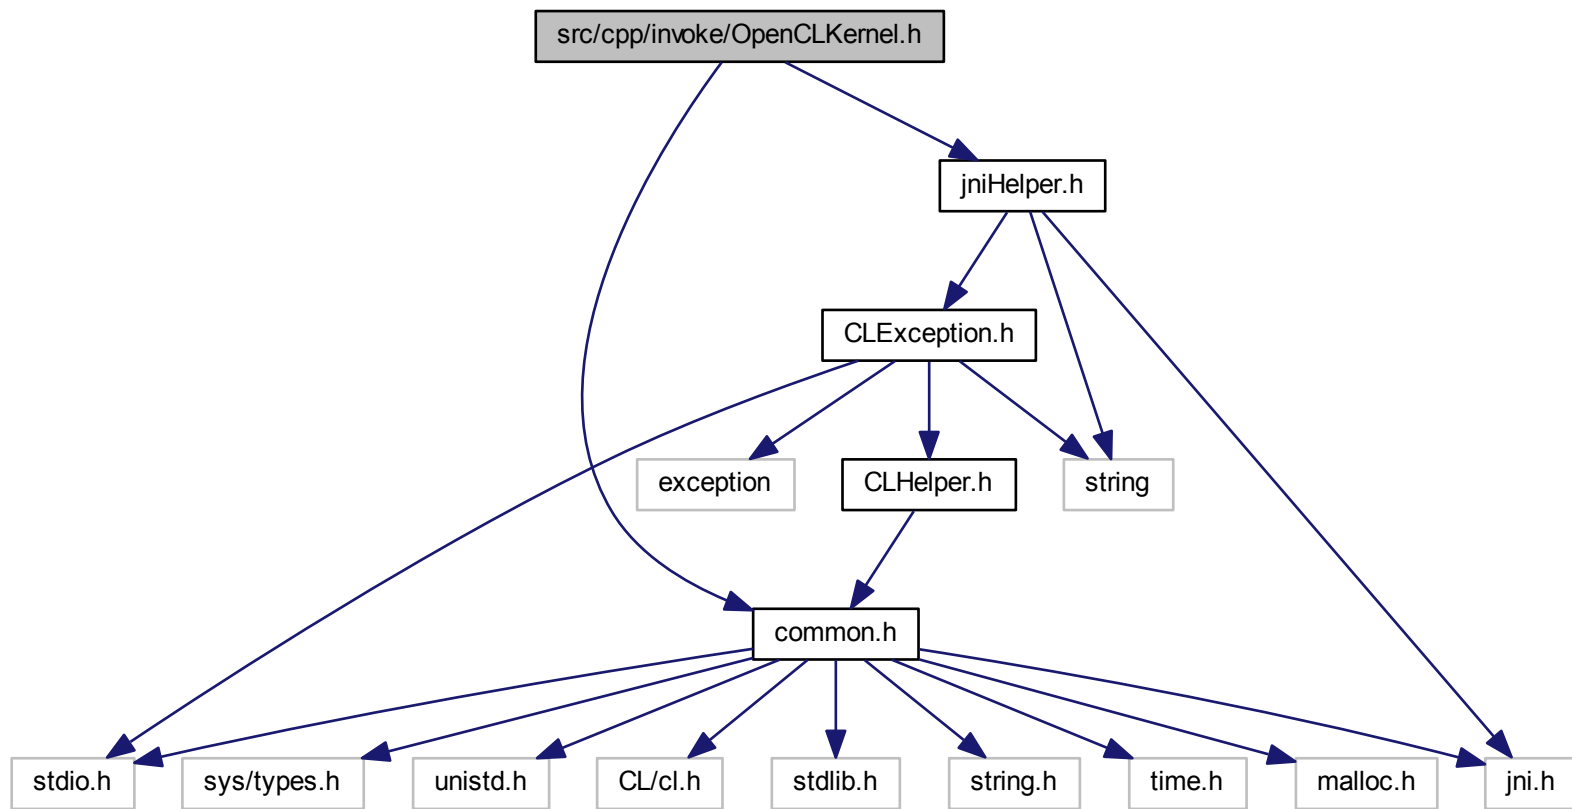 src/cpp/invoke/OpenCLKernel.h
jniHelper.h
CLException.h
exception
CLHelper.h
string
common.h
stdio.h
sys/types.h
unistd.h
CL/cl.h
stdlib.h
string.h
time.h
malloc.h
jni.h